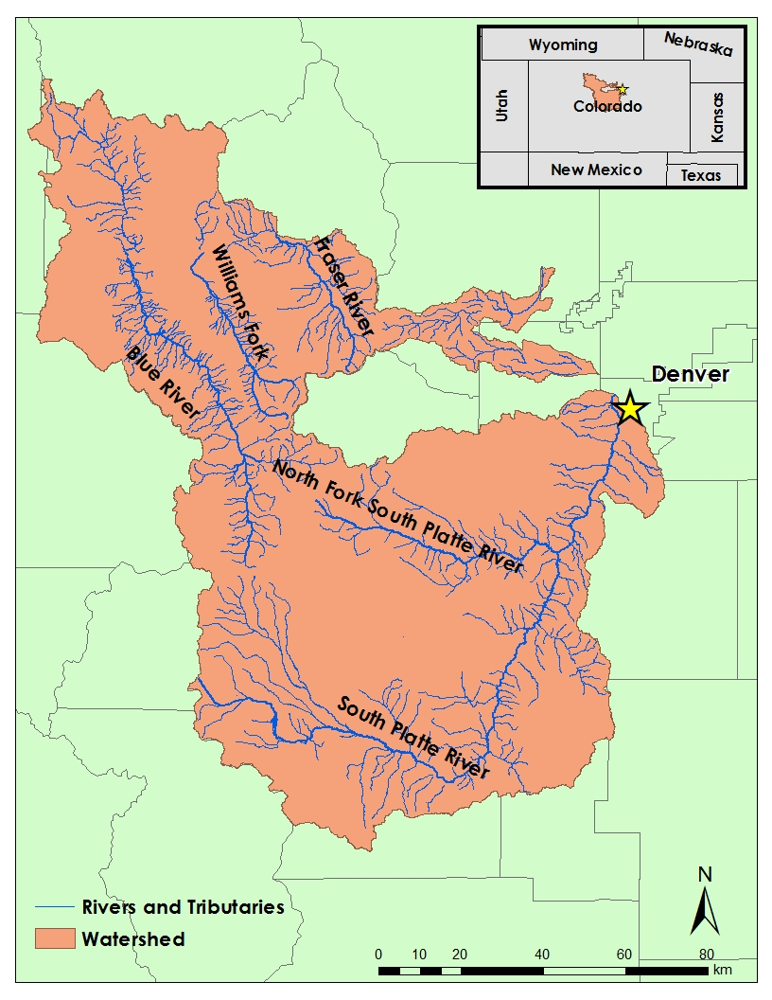 Wyoming
Nebraska
Utah
Colorado
Kansas
New Mexico
Texas
Williams Fork
Fraser River
Blue River
Denver
North Fork South Platte River
South Platte River
Rivers and Tributaries
Watershed
N
0 10 20 40 60 80
km